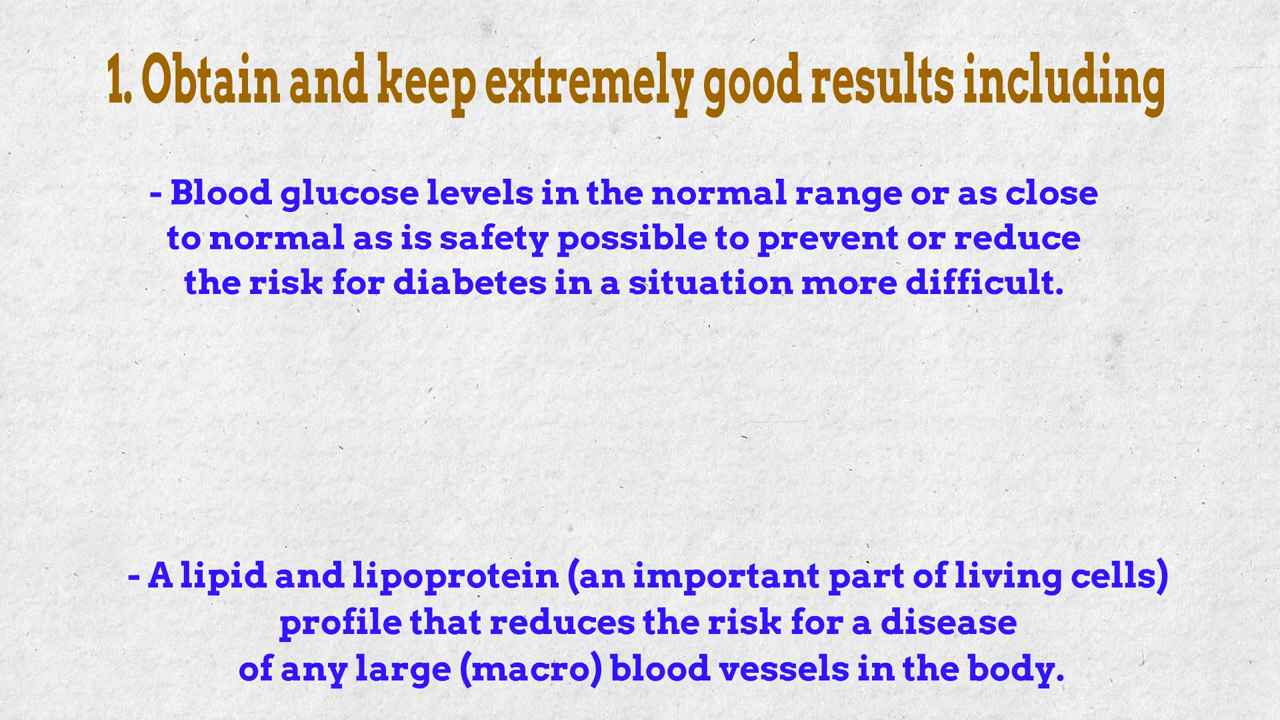 1. Obtain and keep extremely good results including
- Blood glucose levels in the normal range or as close
to normal as is safety possible to prevent or reduce
the risk for diabetes in a situation more difficult.
- A lipid and lipoprotein (an important part of living cells)
profile that reduces the risk for a disease
of any large (macro) blood vessels in the body.